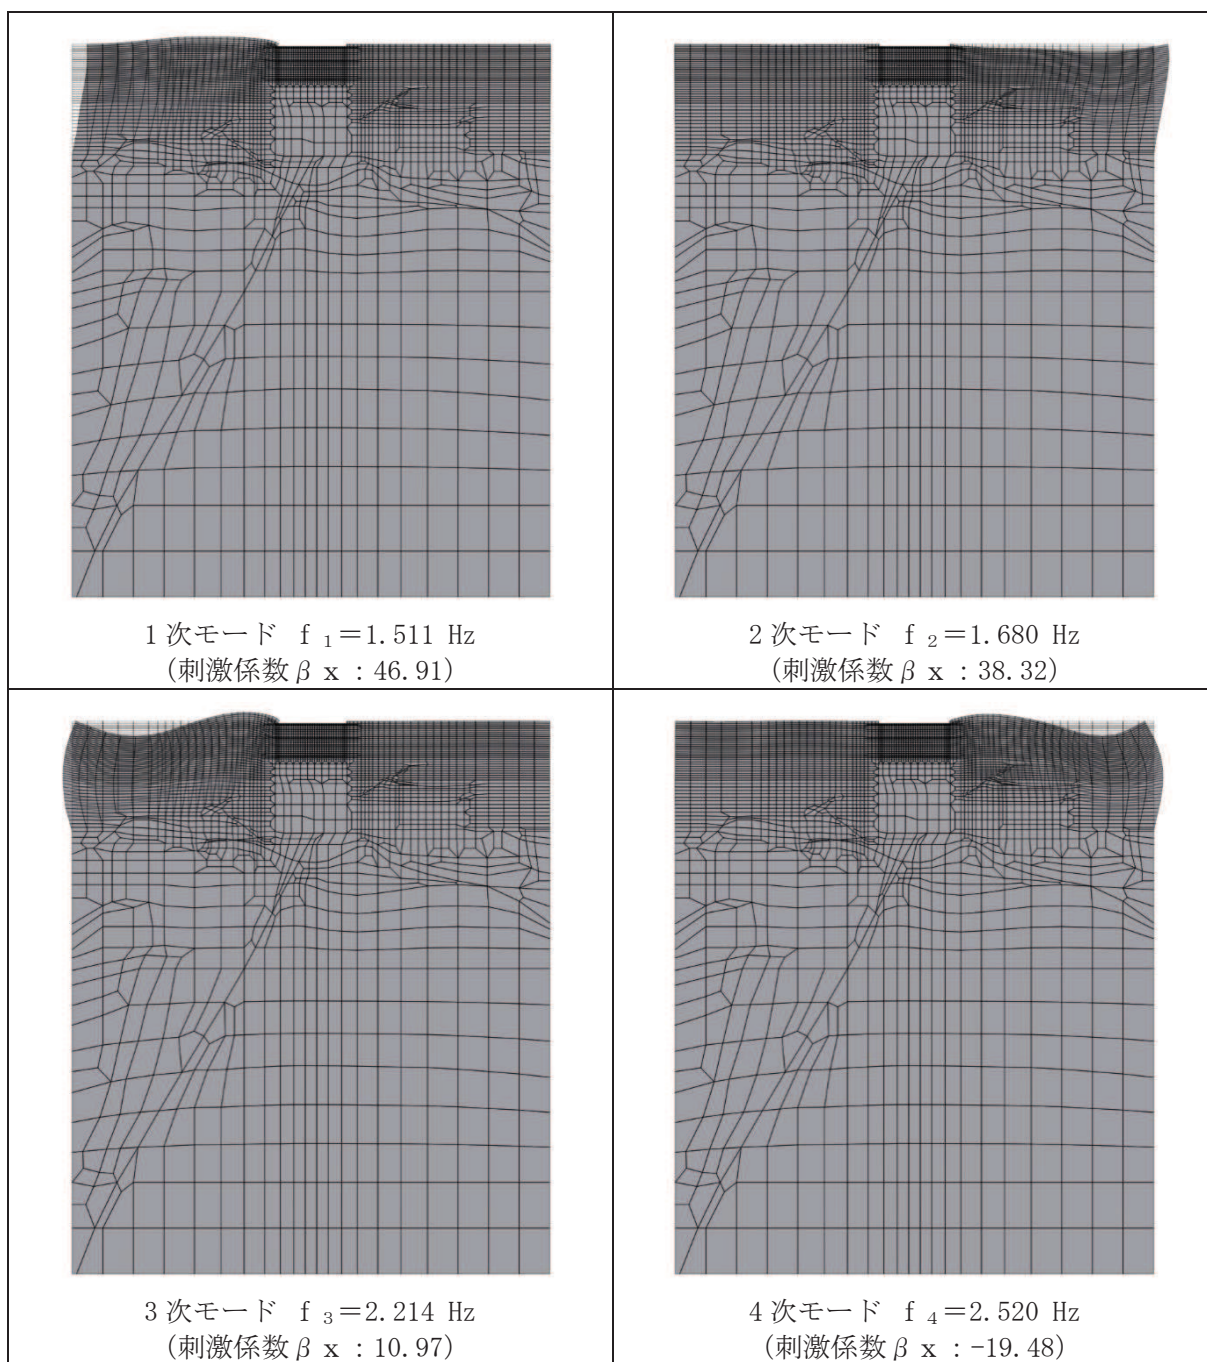 1次モード f₁=1.511 Hz
(刺激係数βx:46.91)
2次モード f₂=1.680 Hz
(刺激係数βx:38.32)
3次モード f₃=2.214 Hz
(刺激係数βx:10.97)
4次モード f₄=2.520 Hz
(刺激係数βx:-19.48)